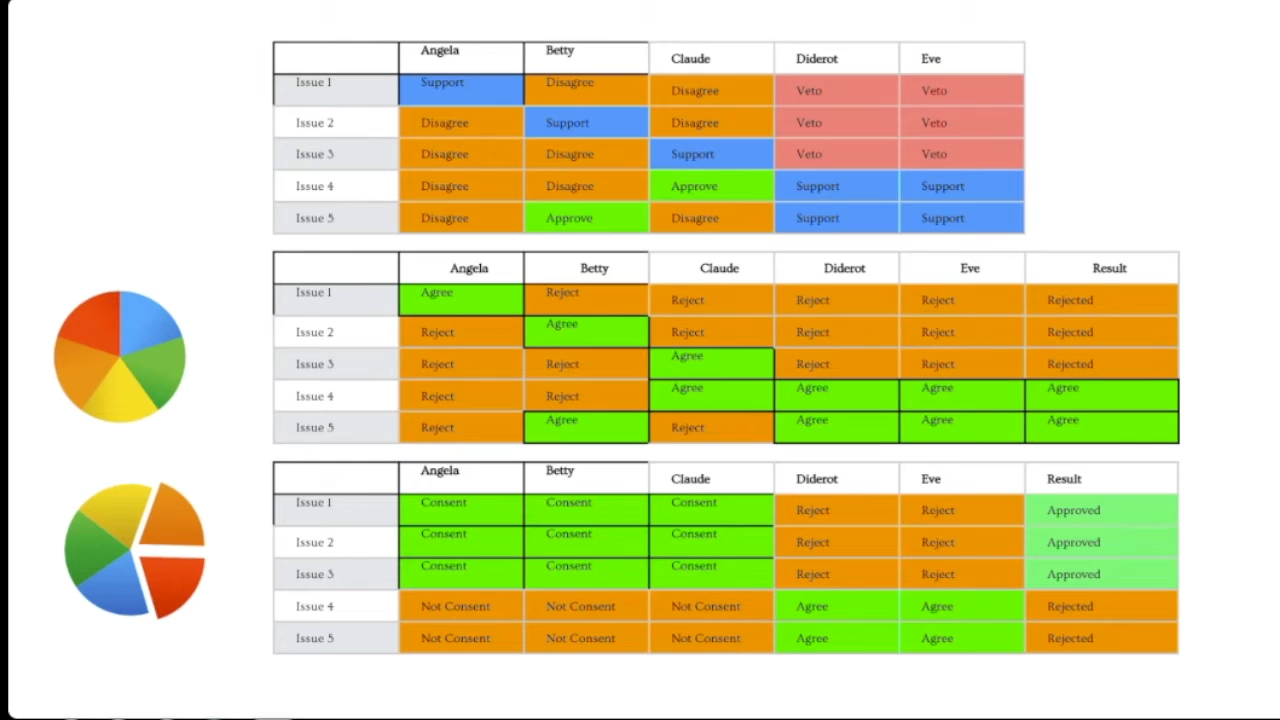 Angela Betty Claude Diderot Eve
Issue 1 Support Disagree Disagree Veto Veto
Issue 2 Disagree Support Disagree Veto Veto
Issue 3 Disagree Disagree Support Veto Veto
Issue 4 Disagree Disagree Approve Support Support
Issue 5 Disagree Approve Disagree Support Support
Angela Betty Claude Diderot Eve Result
Issue 1 Agree Reject Reject Reject Reject Rejected
Issue 2 Reject Agree Reject Reject Reject Rejected
Issue 3 Reject Reject Agree Reject Reject Rejected
Issue 4 Reject Reject Agree Agree Agree Agree
Issue 5 Reject Agree Reject Agree Agree Agree
Angela Betty Claude Diderot Eve Result
Issue 1 Consent Consent Consent Reject Reject Approved
Issue 2 Consent Consent Consent Reject Reject Approved
Issue 3 Consent Consent Consent Reject Reject Approved
Issue 4 Not Consent Not Consent Not Consent Agree Agree Rejected
Issue 5 Not Consent Not Consent Not Consent Agree Agree Rejected